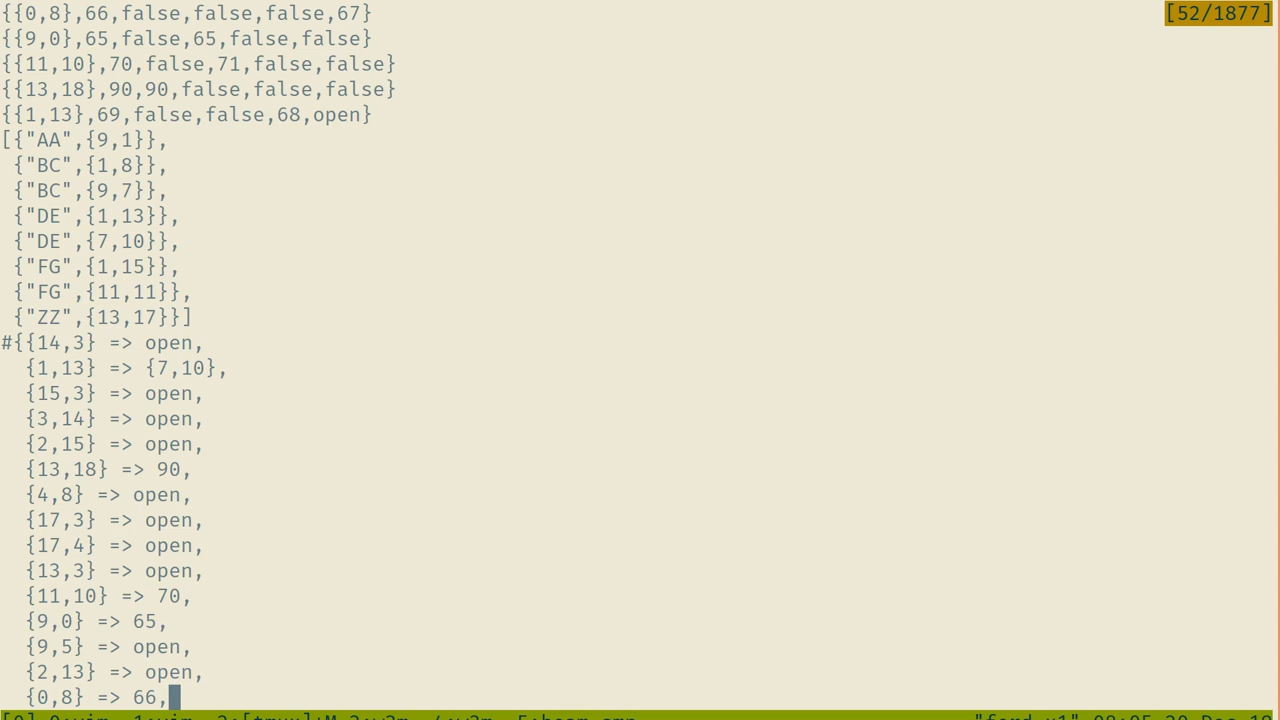 {{0,8},66,false,false,false,67} [52/1877]
{{9,0},65,false,65,false,false}
{{11,10},70,false,71,false,false}
{{13,18},90,90,false,false,false}
{{1,13},69,false,false,68,open}
[{"AA",{9,1}},
 {"BC",{1,8}},
 {"BC",{9,7}},
 {"DE",{1,13}},
 {"DE",{7,10}},
 {"FG",{1,15}},
 {"FG",{11,11}},
 {"ZZ",{13,17}}]
#{{14,3} => open,
  {1,13} => {7,10},
  {15,3} => open,
  {3,14} => open,
  {2,15} => open,
  {13,18} => 90,
  {4,8} => open,
  {17,3} => open,
  {17,4} => open,
  {13,3} => open,
  {11,10} => 70,
  {9,0} => 65,
  {9,5} => open,
  {2,13} => open,
  {0,8} => 66,